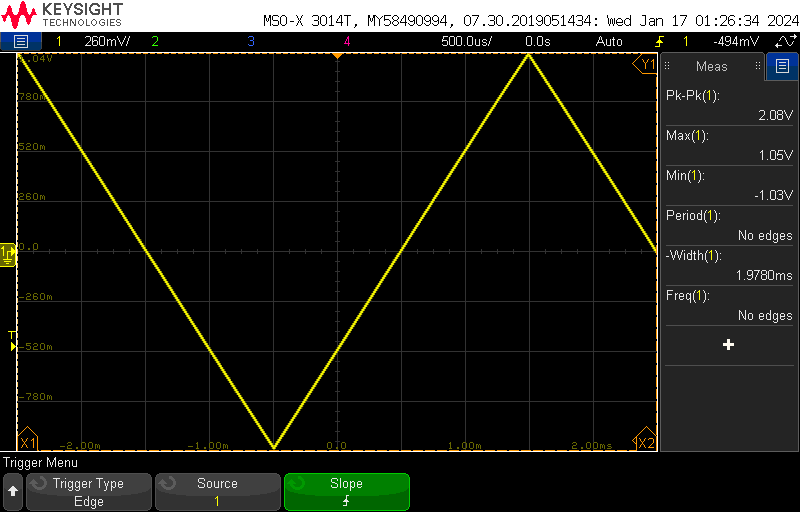 KEYSIGHT
TECHNOLOGIES
MSO-X 3014T, MY58490994, 07.30.2019051434: Wed Jan 17 01:26:34 2024
1 260mV/ 2 3 4 500.0us/ 0.0s Auto 1 -494mV
1.04V
780m
520m
260m
0.0
-260m
-520m
-780m
-2.00m -1.00m 0.0 1.00m 2.00ms
Y1
X1
X2
1
T
Meas
Pk-Pk(1):
2.08V
Max(1):
1.05V
Min(1):
-1.03V
Period(1):
No edges
-Width(1):
1.9780ms
Freq(1):
No edges
Trigger Menu
Trigger Type
Edge
Source
1
Slope